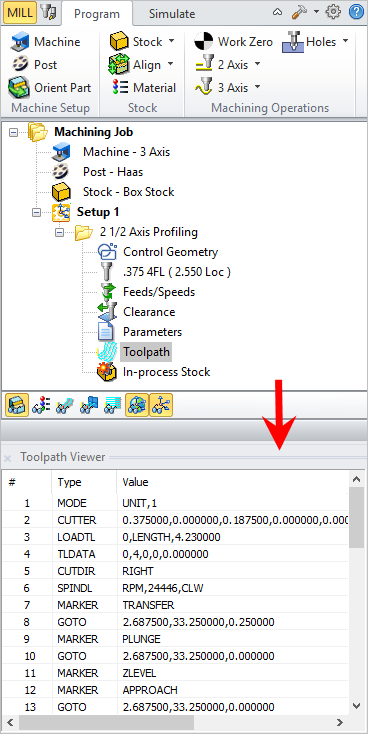 MILL Program Simulate
Machine Stock Work Zero Holes
Post Align 2 Axis
Orient Part Material 3 Axis
Machine Setup Stock Machining Operations
Machining Job
Machine - 3 Axis
Post - Haas
Stock - Box Stock
Setup 1
2 1/2 Axis Profiling
Control Geometry
.375 4FL ( 2.550 Loc )
Feeds/Speeds
Clearance
Parameters
Toolpath
In-process Stock
Toolpath Viewer
# Type Value
1 MODE UNIT,1
2 CUTTER 0.375000,0.000000,0.187500,0.000000,0.000
3 LOADTL 0,LENGTH,4.230000
4 TLDATA 0,4,0,0,0.000000
5 CUTDIR RIGHT
6 SPINDL RPM,24446,CLW
7 MARKER TRANSFER
8 GOTO 2.687500,33.250000,0.250000
9 MARKER PLUNGE
10 GOTO 2.687500,33.250000,0.000000
11 MARKER ZLEVEL
12 MARKER APPROACH
13 GOTO 2.687500,33.250000,0.000000